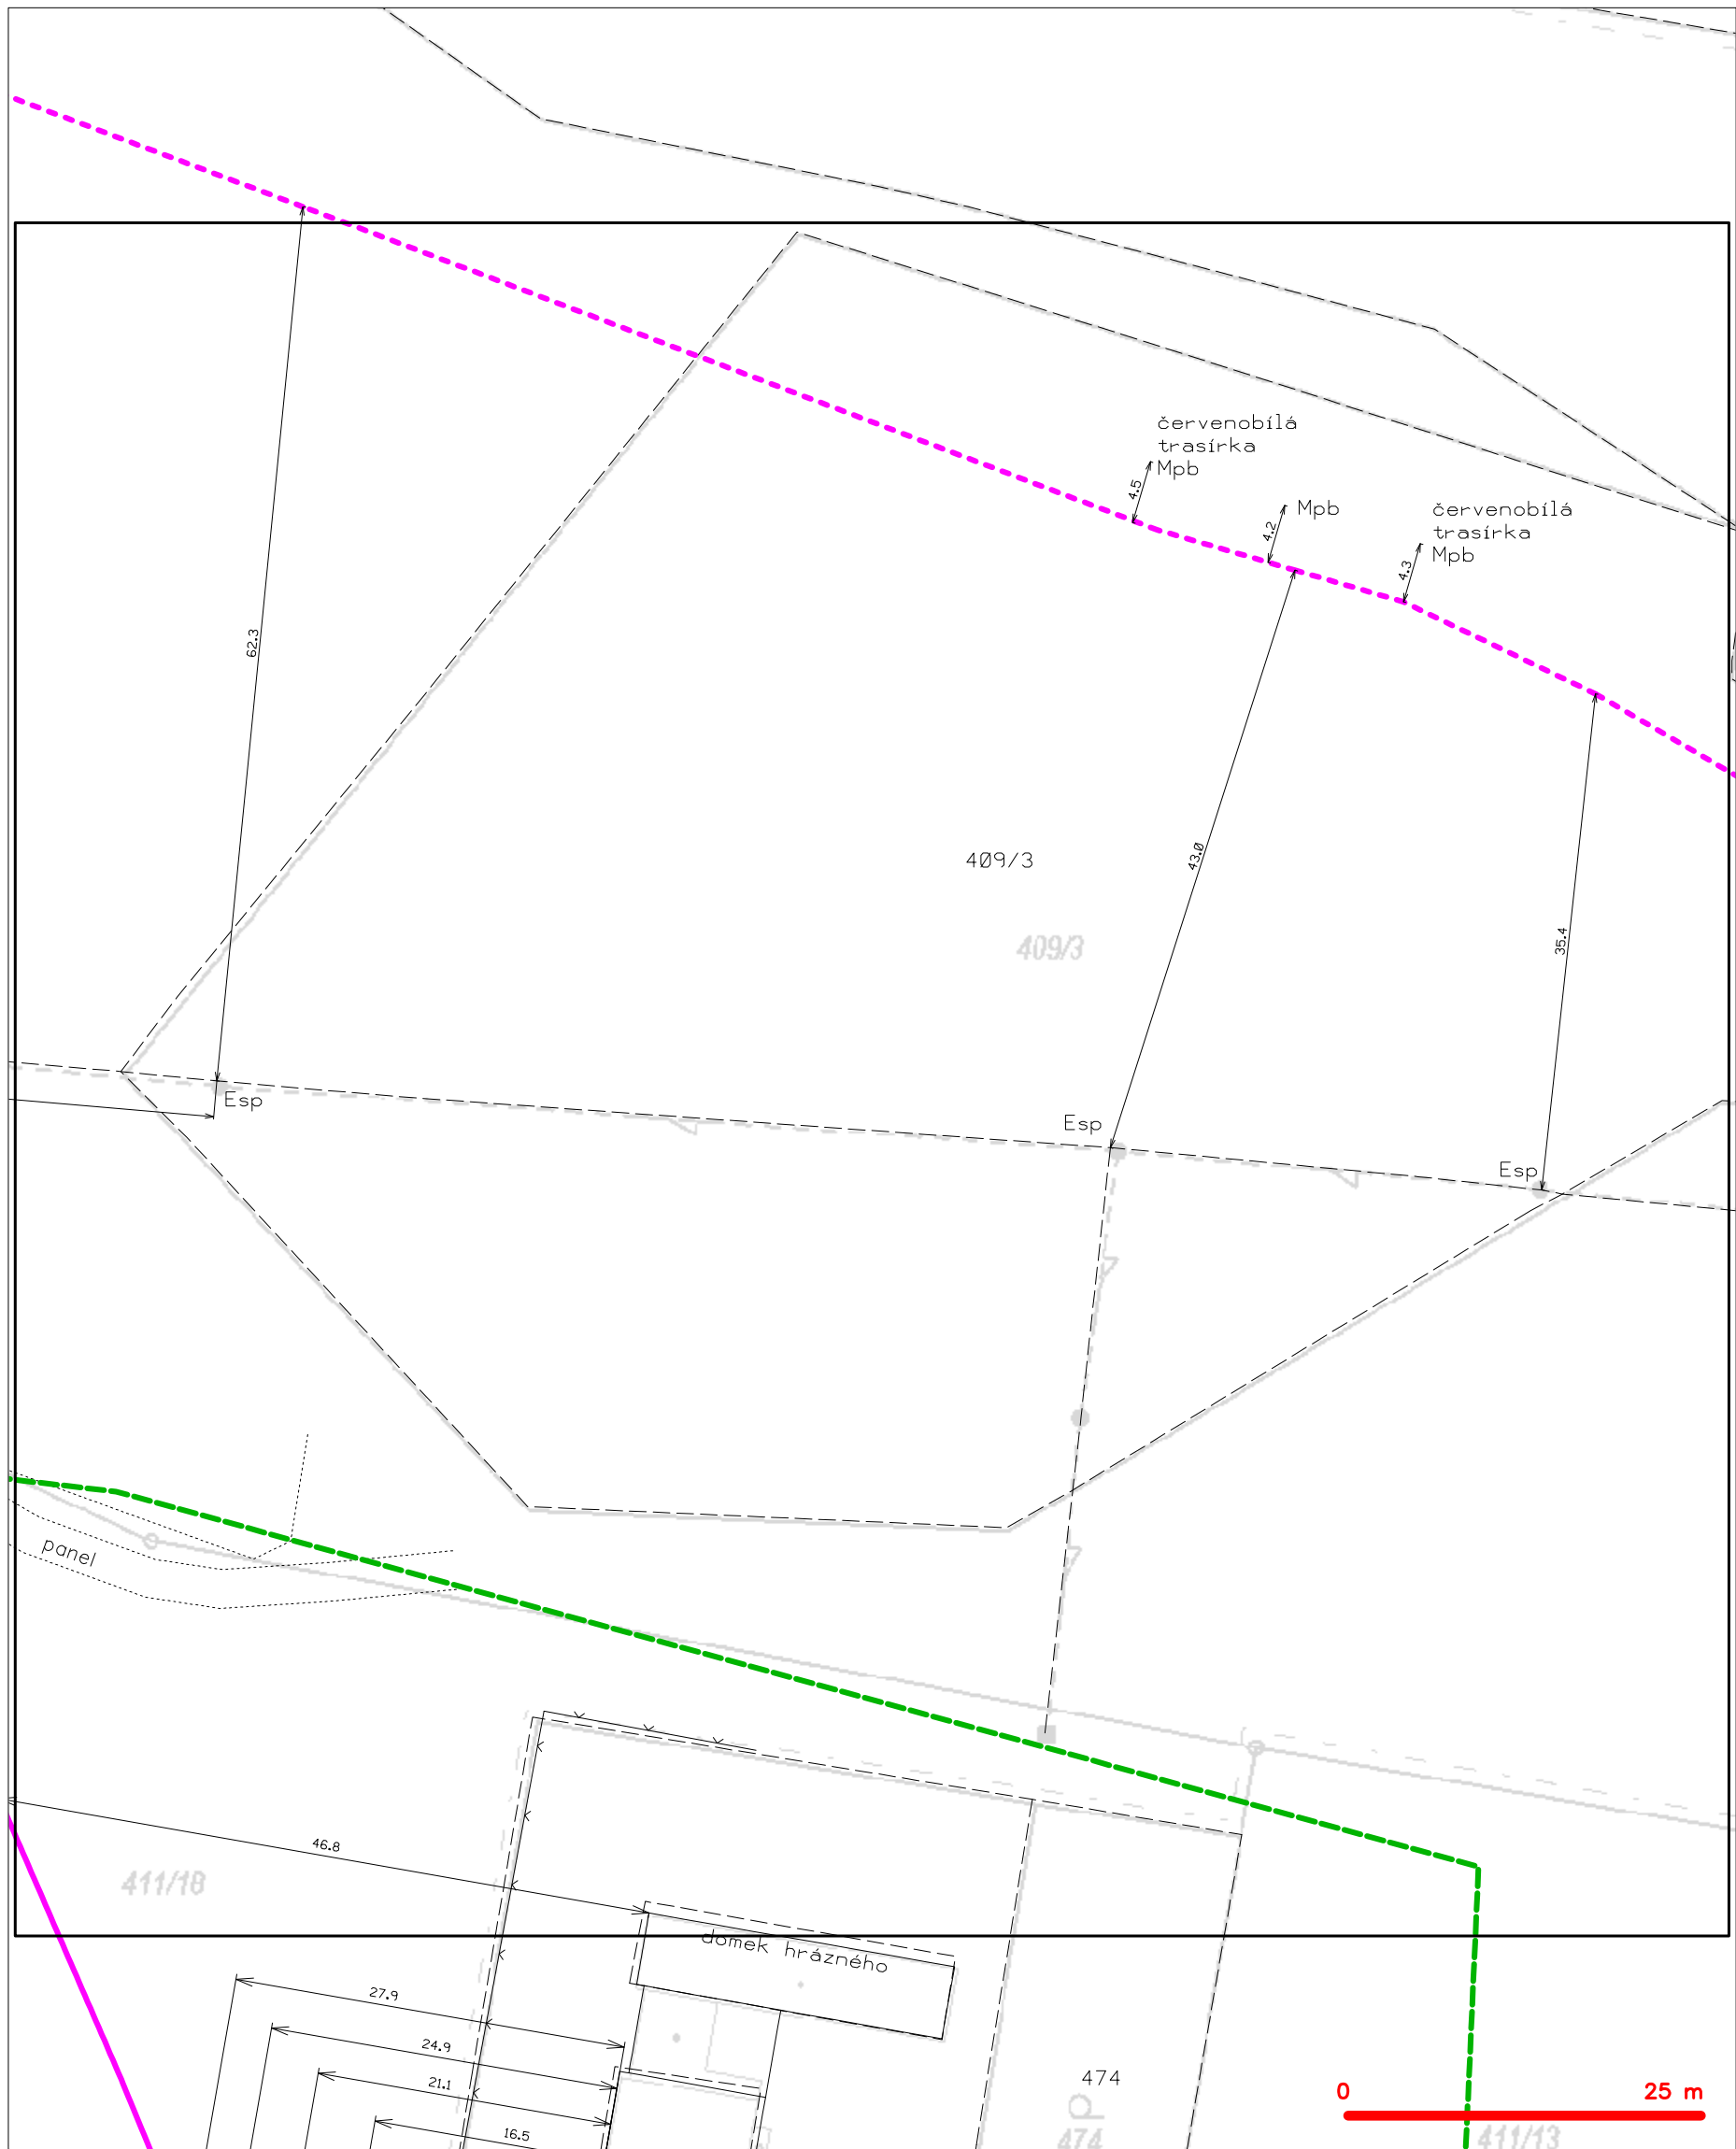 červenobílá
trasírka
Mpb
4.5
Mpb
4.2
červenobílá
trasírka
Mpb
4.3
62.3
43.0
409/3
409/3
35.4
Esp
Esp
Esp
panel
46.8
411/18
domek hrázného
27.9
24.9
21.1
16.5
474
474
0 25 m
411/13